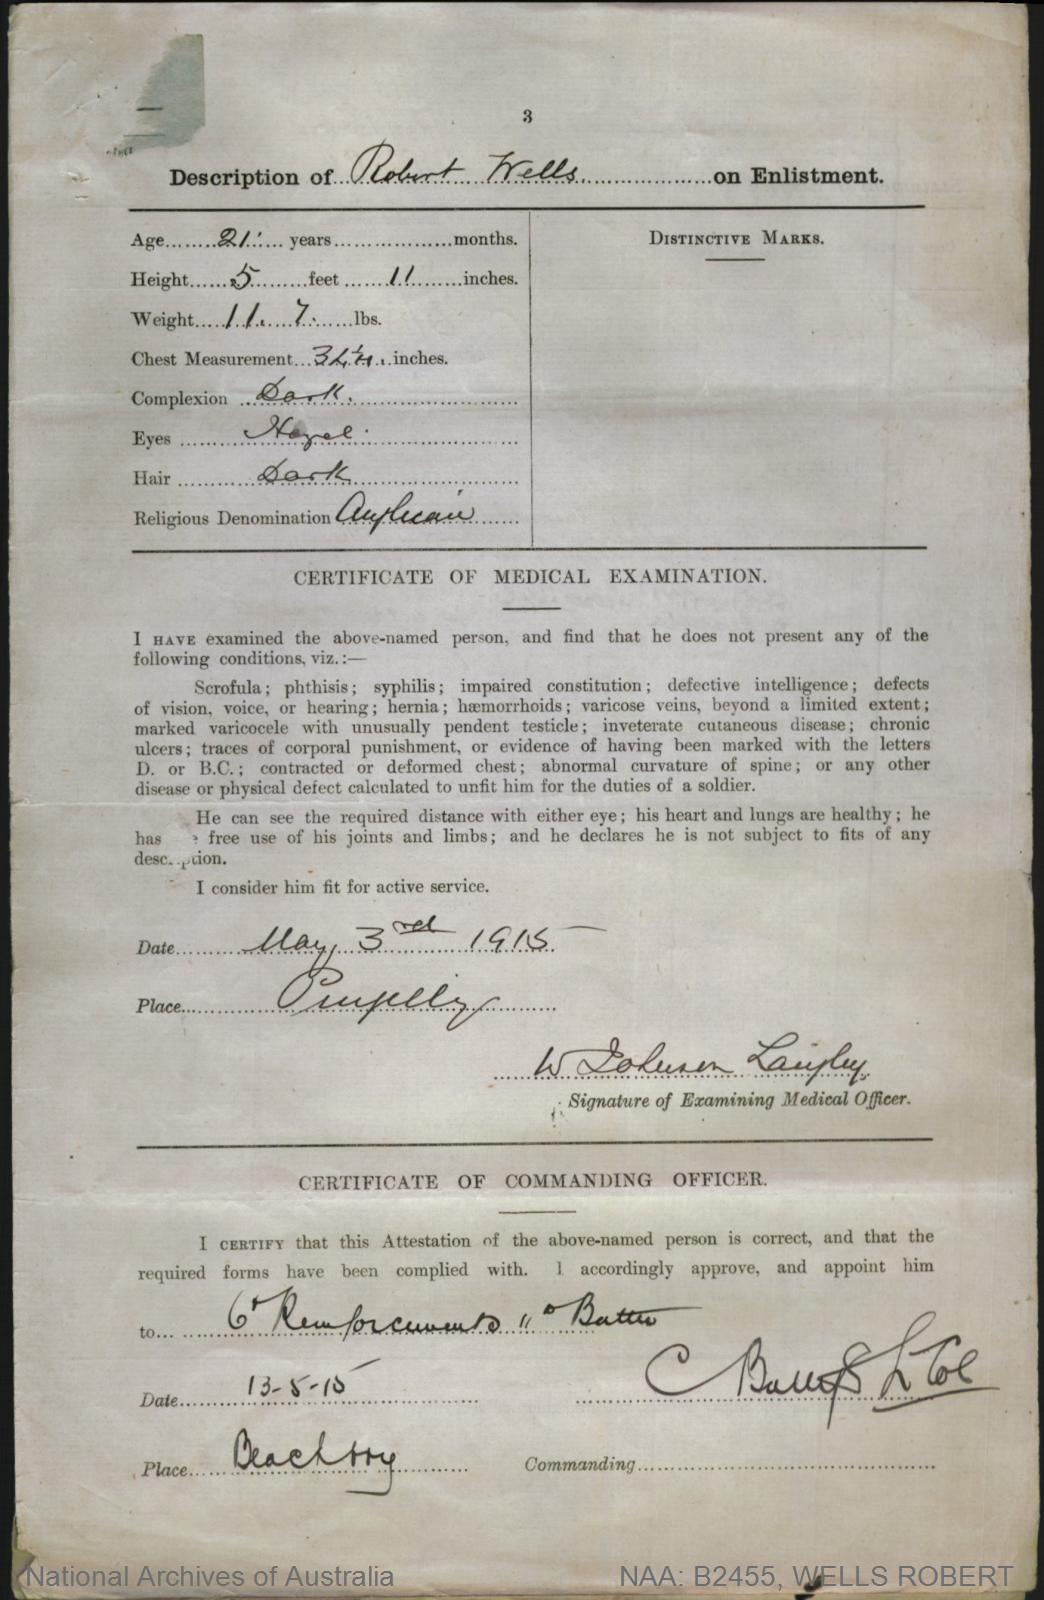 3
Description of Robert Wells on Enlistment.
Age 21 years months.
Height 5 feet 11 inches.
Weight 11. 7. lbs.
Chest Measurement inches.
Complexion Dark.
Eyes Hazel
Hair Dark
Religious Denomination Anglican
DISTINCTIVE MARKS.
CERTIFICATE OF MEDICAL EXAMINATION.
I HAVE examined the above-named person, and find that he does not present any of the
following conditions, viz.:—
Scrofula; phthisis; syphilis; impaired constitution; defective intelligence; defects
of vision, voice, or hearing; hernia; hæmorrhoids; varicose veins, beyond a limited extent;
marked varicocele with unusually pendent testicle; inveterate cutaneous disease; chronic
ulcers; traces of corporal punishment, or evidence of having been marked with the letters
D. or B.C.; contracted or deformed chest; abnormal curvature of spine; or any other
disease or physical defect calculated to unfit him for the duties of a soldier.
He can see the required distance with either eye; his heart and lungs are healthy; he
has free use of his joints and limbs; and he declares he is not subject to fits of any
description.
I consider him fit for active service.
Date May 3rd 1915
Place Pingelly
W Johnson Langley
Signature of Examining Medical Officer.
CERTIFICATE OF COMMANDING OFFICER.
I CERTIFY that this Attestation of the above-named person is correct, and that the
required forms have been complied with. I accordingly approve, and appoint him
to 6th Reinforcements 11th Battn
Date 13-5-15
C L Col
Place Blackboy
Commanding
National Archives of Australia
NAA: B2455, WELLS ROBERT